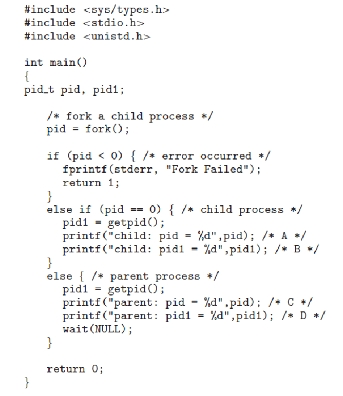 #include <sys/types.h>
#include <stdio.h>
#include <unistd.h>
int main()
{
pid_t pid, pid1;
/* fork a child process */
pid = fork();
if (pid < 0) { /* error occurred */
fprintf(stderr, "Fork Failed");
return 1;
}
else if (pid == 0) { /* child process */
pid1 = getpid();
printf("child: pid = %d",pid); /* A */
printf("child: pid1 = %d",pid1); /* B */
}
else { /* parent process */
pid1 = getpid();
printf("parent: pid = %d",pid); /* C */
printf("parent: pid1 = %d",pid1); /* D */
wait(NULL);
}
return 0;
}